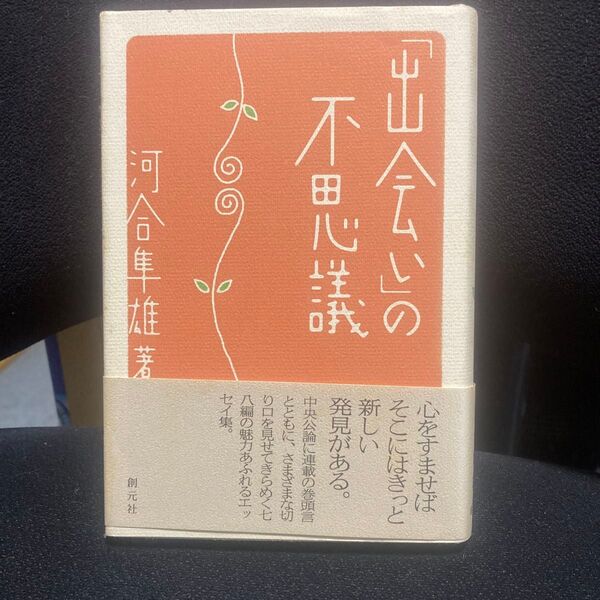 「出会い」の
不思議
河合隼雄著
心をすませば
そこにはきっと
新しい
発見がある。
中央公論に連載の巻頭言
とともに、さまざまな切
り口を見せてきらめく七
八編の魅力あふれるエッ
セイ集。
創元社